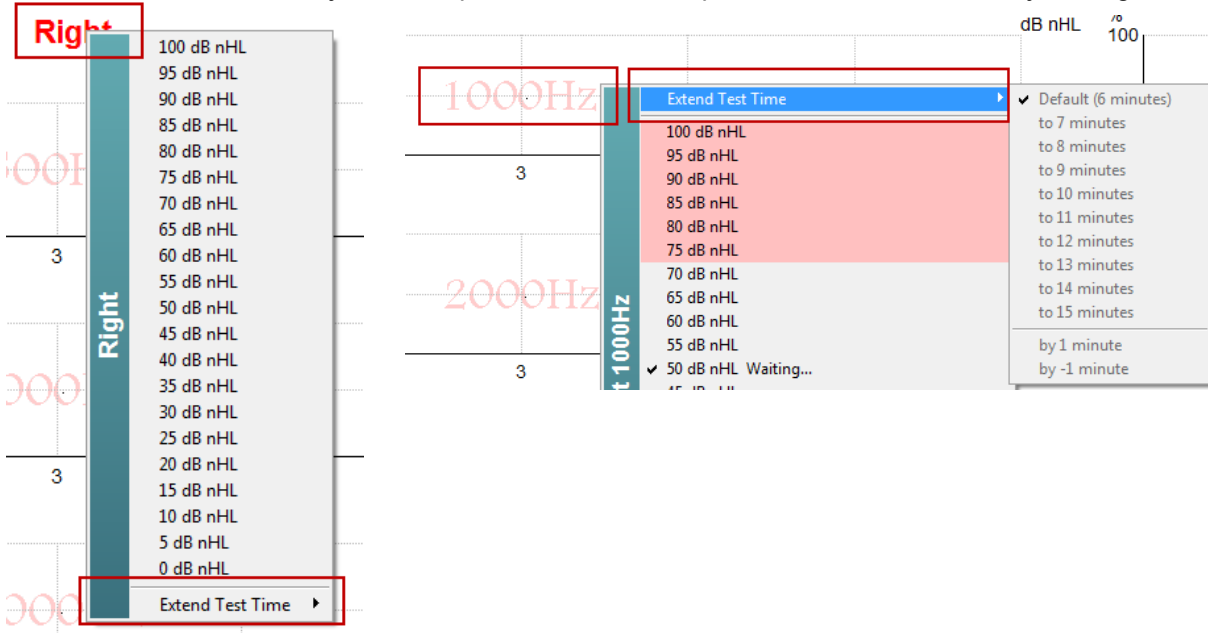 Right
100 dB nHL
95 dB nHL
90 dB nHL
85 dB nHL
80 dB nHL
75 dB nHL
70 dB nHL
65 dB nHL
60 dB nHL
55 dB nHL
50 dB nHL
45 dB nHL
40 dB nHL
35 dB nHL
30 dB nHL
25 dB nHL
20 dB nHL
15 dB nHL
10 dB nHL
5 dB nHL
0 dB nHL
Extend Test Time
Right
3
3
dB nHL
%
100
1000Hz
3
2000Hz
3
1000Hz
Extend Test Time
100 dB nHL
95 dB nHL
90 dB nHL
85 dB nHL
80 dB nHL
75 dB nHL
70 dB nHL
65 dB nHL
60 dB nHL
55 dB nHL
50 dB nHL Waiting...
45 dB nHL
Default (6 minutes)
to 7 minutes
to 8 minutes
to 9 minutes
to 10 minutes
to 11 minutes
to 12 minutes
to 13 minutes
to 14 minutes
to 15 minutes
by 1 minute
by -1 minute